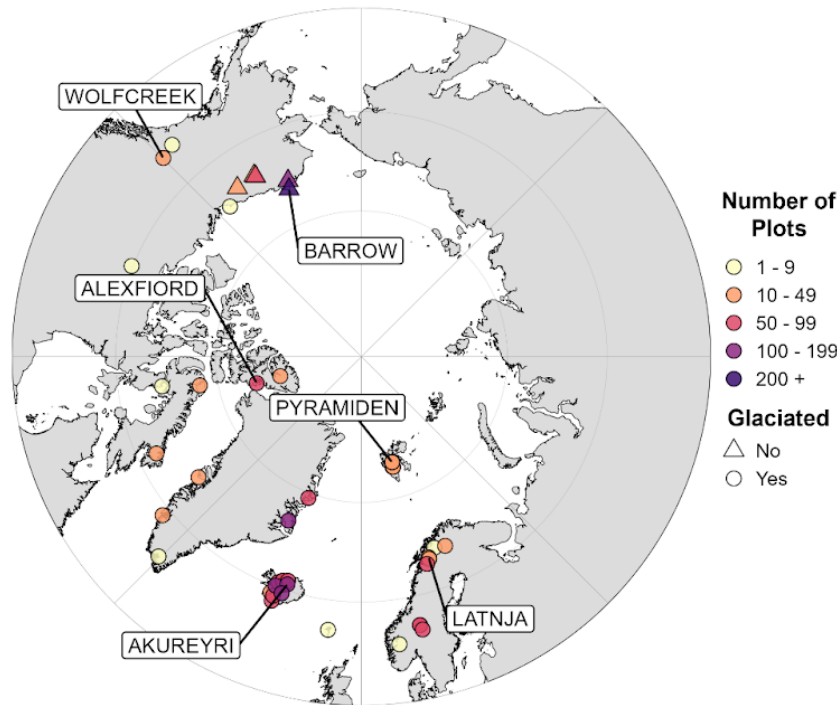 WOLFCREEK
BARROW
ALEXFIORD
PYRAMIDEN
LATNJA
AKUREYRI
Number of
Plots
1 - 9
10 - 49
50 - 99
100 - 199
200 +
Glaciated
No
Yes